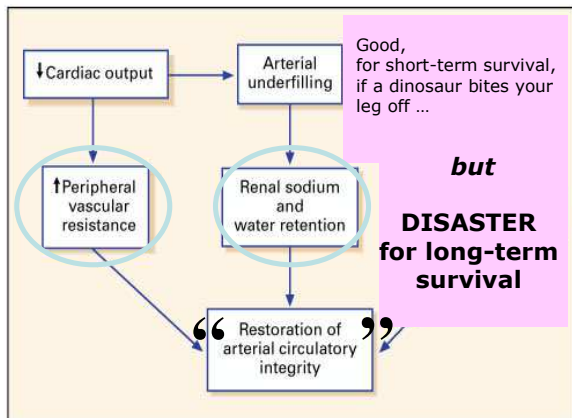 ↓Cardiac output
Arterial
underfilling
Good,
for short-term survival,
if a dinosaur bites your
leg off …
but
DISASTER
for long-term
survival
↑Peripheral
vascular
resistance
Renal sodium
and
water retention
“ Restoration of ”
arterial circulatory
integrity